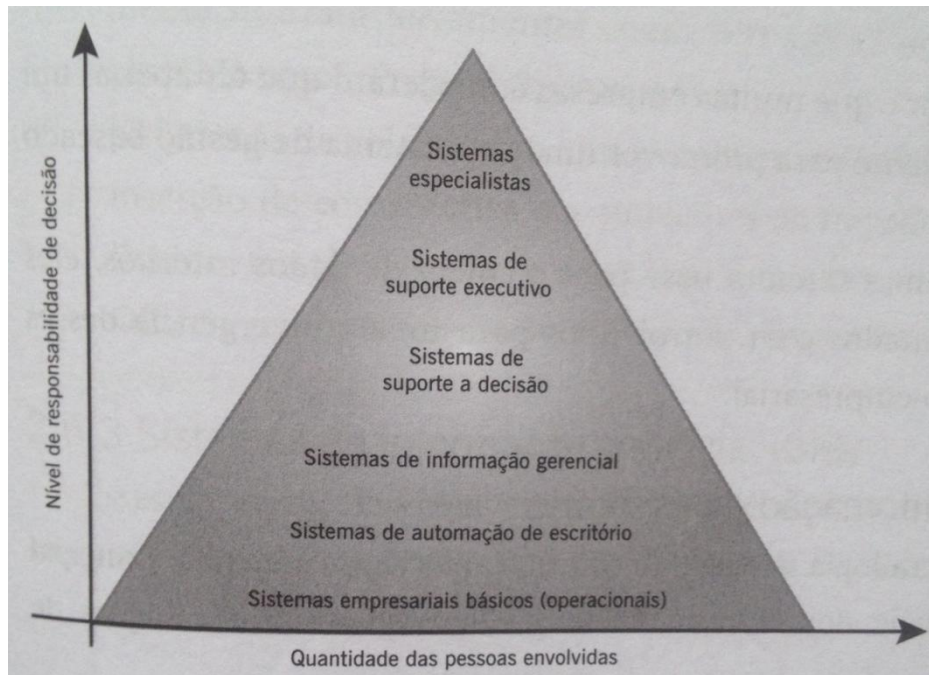 Nível de responsabilidade de decisão
Sistemas
especialistas
Sistemas de
suporte executivo
Sistemas de
suporte a decisão
Sistemas de informação gerencial
Sistemas de automação de escritório
Sistemas empresariais básicos (operacionais)
Quantidade das pessoas envolvidas